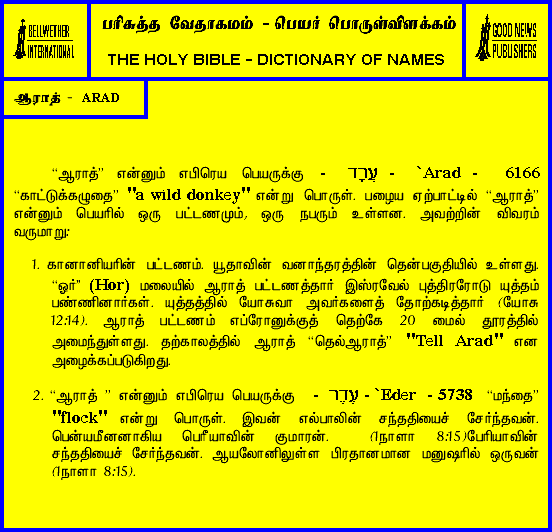 BELLWETHER
INTERNATIONAL
பரிசுத்த வேதாகமம் - பெயர் பொருள்விளக்கம்
THE HOLY BIBLE - DICTIONARY OF NAMES
GOOD NEWS
PUBLISHERS
ஆராத் - ARAD
“ஆராத்” என்னும் எபிரெய பெயருக்கு - עֲרָד - `Arad - 6166
“காட்டுக்கழுதை” "a wild donkey" என்று பொருள். பழைய ஏற்பாட்டில் “ஆராத்”
என்னும் பெயரில் ஒரு பட்டணமும், ஒரு நபரும் உள்ளன. அவற்றின் விவரம்
வருமாறு:
1. கானானியரின் பட்டணம். யூதாவின் வனாந்தரத்தின் தென்பகுதியில் உள்ளது.
“ஓர்” (Hor) மலையில் ஆராத் பட்டணத்தார் இஸ்ரவேல் புத்திரரோடு யுத்தம்
பண்ணினார்கள். யுத்தத்தில் யோசுவா அவர்களைத் தோற்கடித்தார் (யோசு
12:14). ஆராத் பட்டணம் எப்ரோனுக்குத் தெற்கே 20 மைல் தூரத்தில்
அமைந்துள்ளது. தற்காலத்தில் ஆராத் “தெல்ஆராத்” "Tell Arad" என
அழைக்கப்படுகிறது.
2. “ஆராத் ” என்னும் எபிரெய பெயருக்கு - עֵדֶר - `Eder - 5738 “மந்தை”
"flock" என்று பொருள். இவன் எல்பாலின் சந்ததியைச் சேர்ந்தவன்.
பென்யமீனனாகிய பெரீயாவின் குமாரன். (1நாளா 8:15)பேரியாவின்
சந்ததியைச் சேர்ந்தவன். ஆயலோனிலுள்ள பிரதானமான மனுஷரில் ஒருவன்
(1நாளா 8:15).